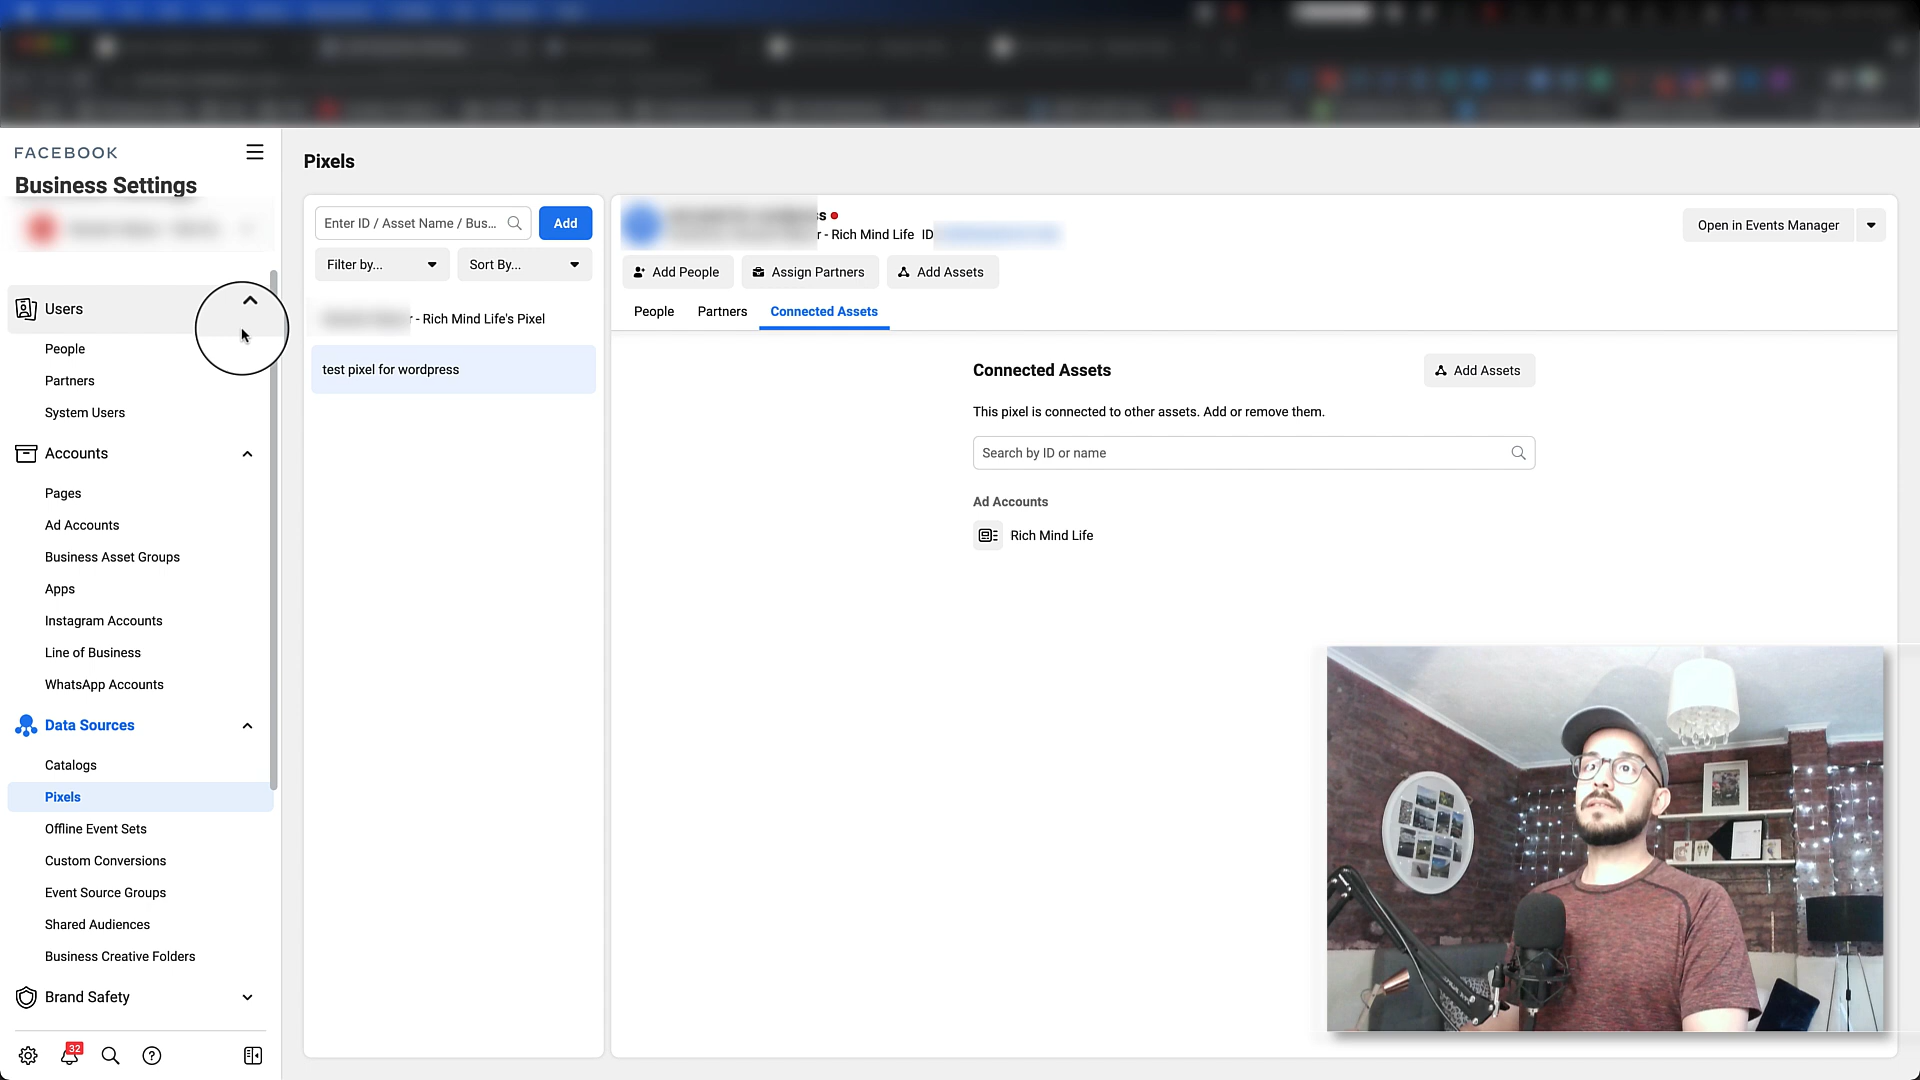 FACEBOOK
Business Settings
Users
People
Partners
System Users
Accounts
Pages
Ad Accounts
Business Asset Groups
Apps
Instagram Accounts
Line of Business
WhatsApp Accounts
Data Sources
Catalogs
Pixels
Offline Event Sets
Custom Conversions
Event Source Groups
Shared Audiences
Business Creative Folders
Brand Safety
32
Pixels
Enter ID / Asset Name / Bus...
Add
Filter by...
Sort By...
r - Rich Mind Life's Pixel
test pixel for wordpress
s
r - Rich Mind Life ID
Open in Events Manager
Add People
Assign Partners
Add Assets
People
Partners
Connected Assets
Connected Assets
Add Assets
This pixel is connected to other assets. Add or remove them.
Search by ID or name
Ad Accounts
Rich Mind Life